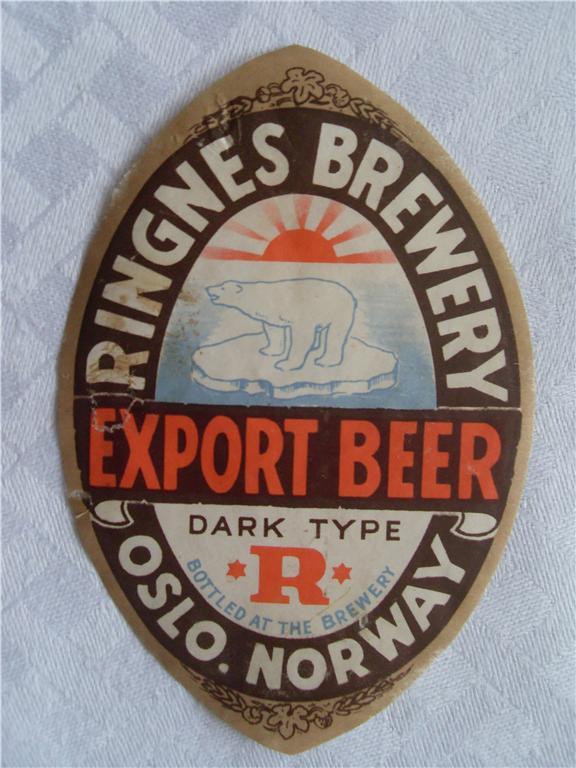 RINGNES BREWERY
EXPORT BEER
DARK TYPE
R
BOTTLED AT THE BREWERY
OSLO. NORWAY